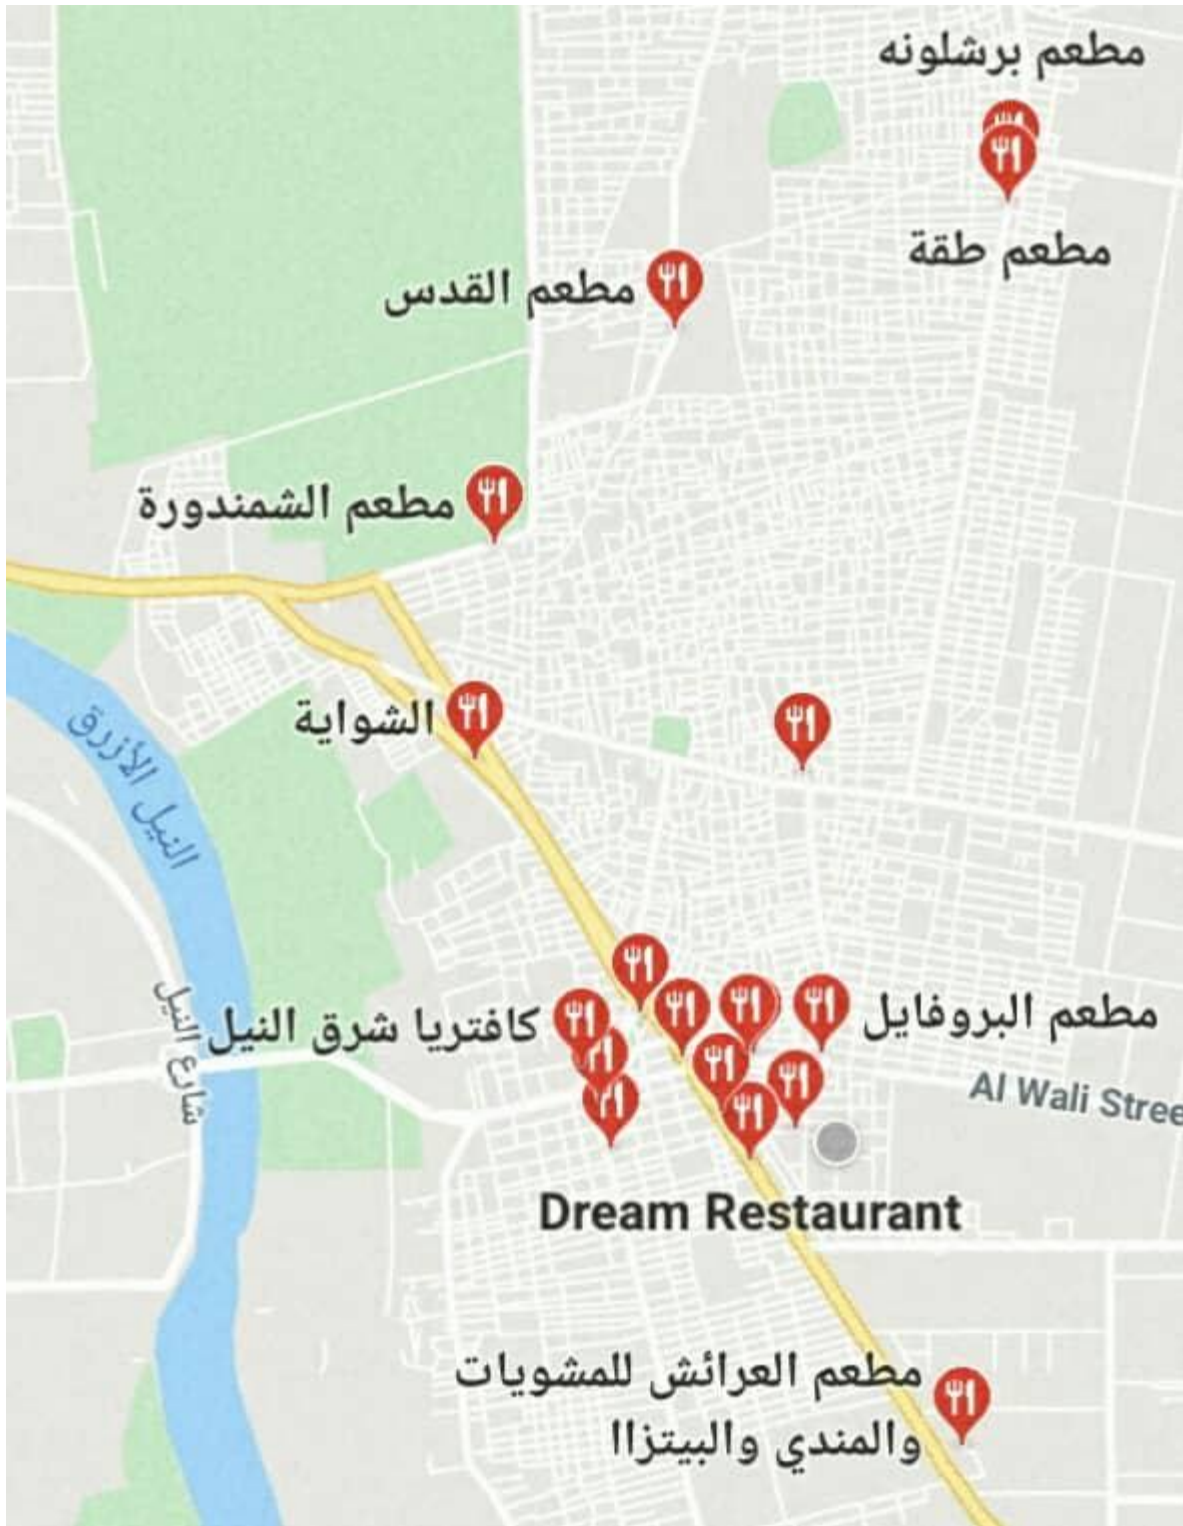 مطعم برشلونه
مطعم طقة
مطعم القدس
مطعم الشمندورة
الشواية
النيل الأزرق
شارع النيل
كافتريا شرق النيل
مطعم البروفايل
Al Wali Stree
Dream Restaurant
مطعم العرائش للمشويات
والمندي والبيتزاا